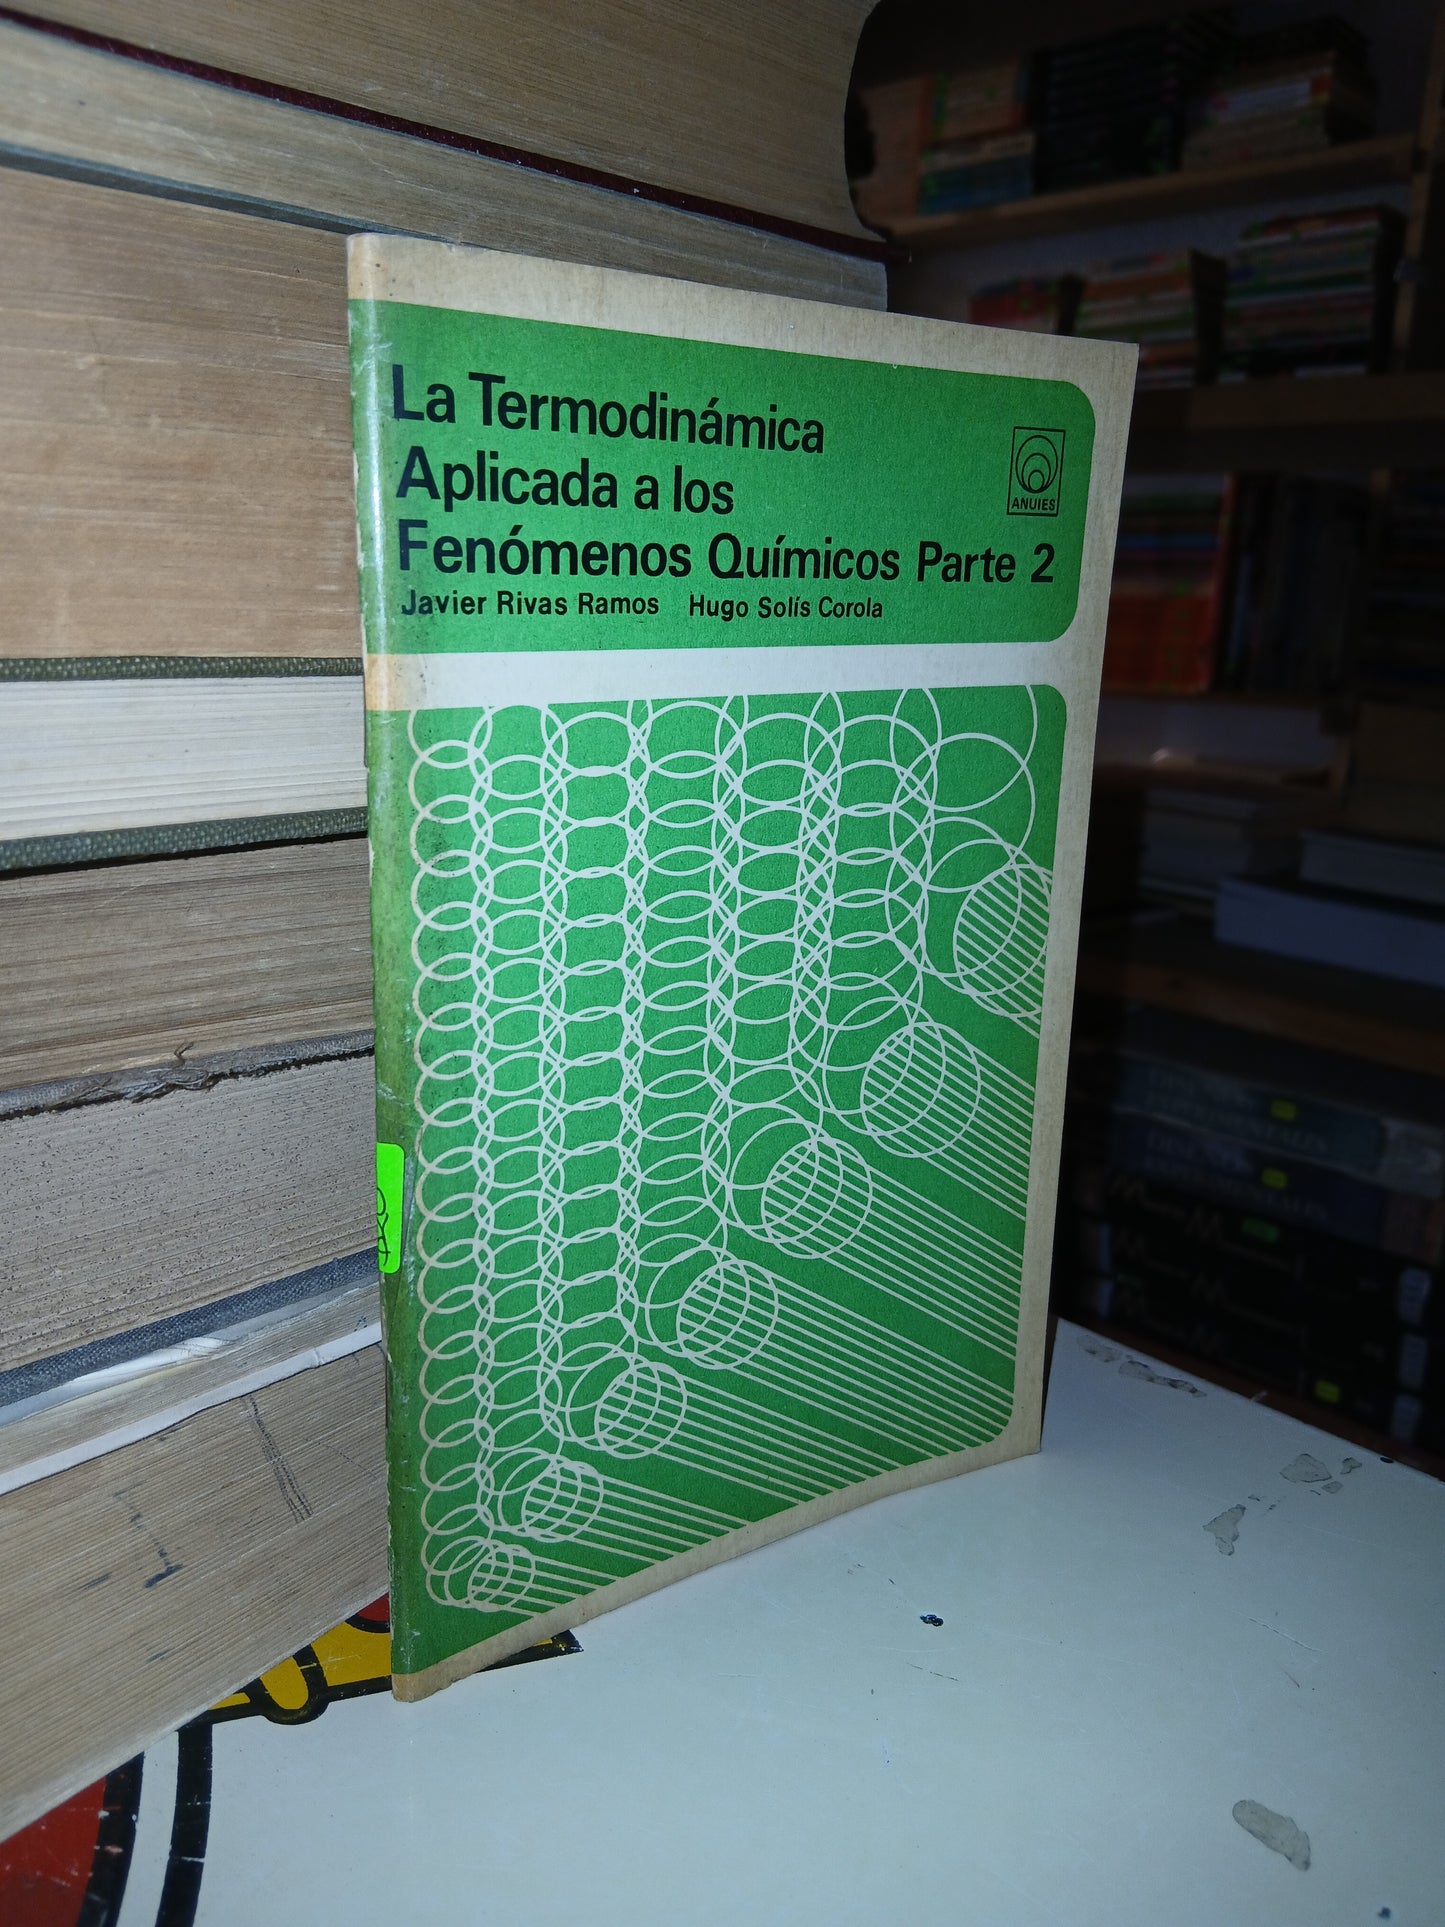 La Termodinámica
Aplicada a los
Fenómenos Químicos Parte 2
Javier Rivas Ramos Hugo Solís Corola
ANUIES